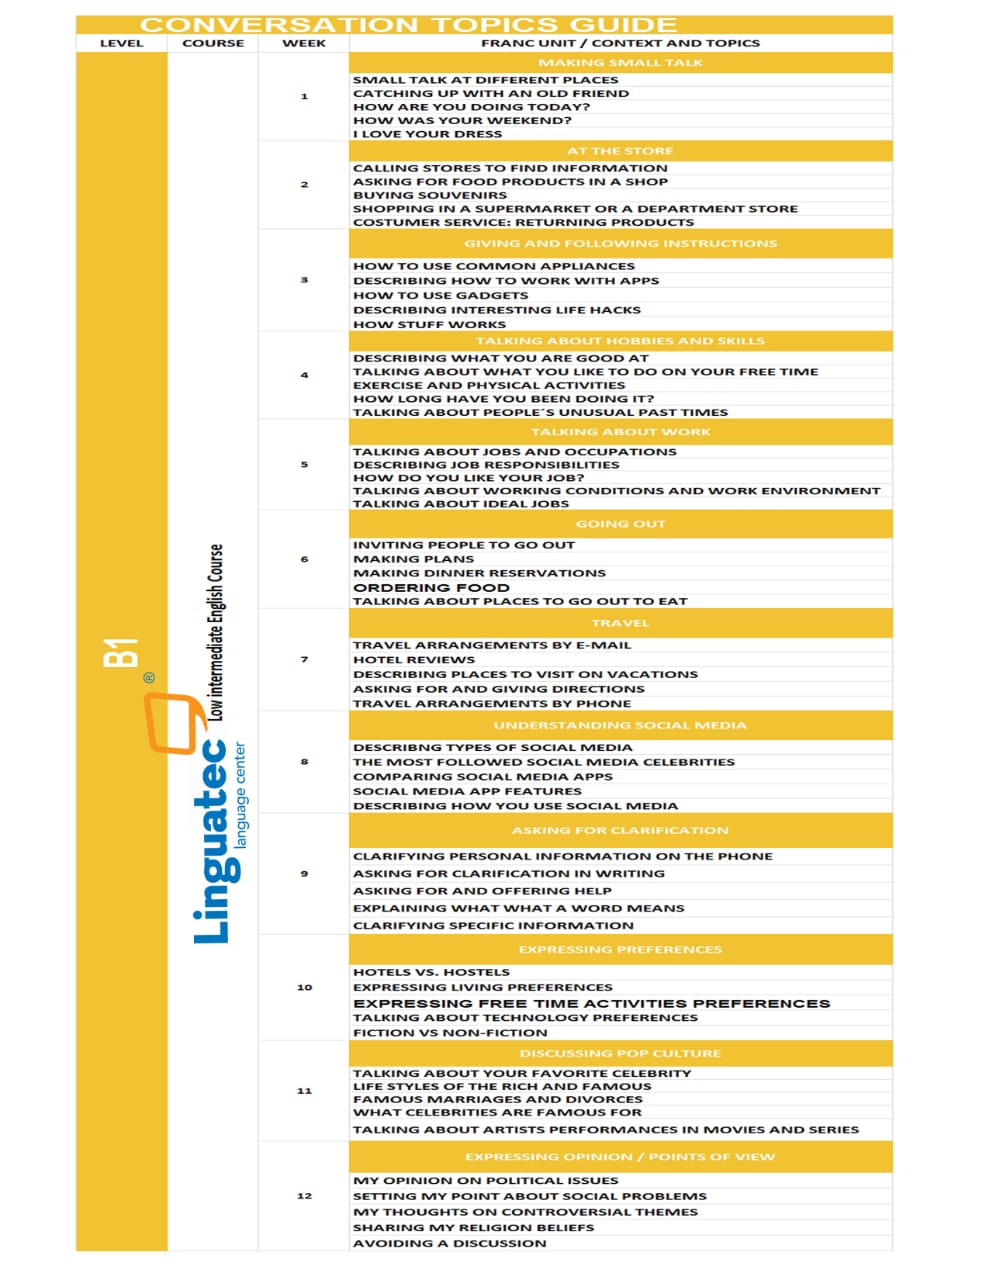 CONVERSATION TOPICS GUIDE
LEVEL COURSE WEEK FRANC UNIT / CONTEXT AND TOPICS
B1
Linguatec ®
language center
Low intermediate English Course
1
MAKING SMALL TALK
SMALL TALK AT DIFFERENT PLACES
CATCHING UP WITH AN OLD FRIEND
HOW ARE YOU DOING TODAY?
HOW WAS YOUR WEEKEND?
I LOVE YOUR DRESS
2
AT THE STORE
CALLING STORES TO FIND INFORMATION
ASKING FOR FOOD PRODUCTS IN A SHOP
BUYING SOUVENIRS
SHOPPING IN A SUPERMARKET OR A DEPARTMENT STORE
COSTUMER SERVICE: RETURNING PRODUCTS
3
GIVING AND FOLLOWING INSTRUCTIONS
HOW TO USE COMMON APPLIANCES
DESCRIBING HOW TO WORK WITH APPS
HOW TO USE GADGETS
DESCRIBING INTERESTING LIFE HACKS
HOW STUFF WORKS
4
TALKING ABOUT HOBBIES AND SKILLS
DESCRIBING WHAT YOU ARE GOOD AT
TALKING ABOUT WHAT YOU LIKE TO DO ON YOUR FREE TIME
EXERCISE AND PHYSICAL ACTIVITIES
HOW LONG HAVE YOU BEEN DOING IT?
TALKING ABOUT PEOPLE´S UNUSUAL PAST TIMES
5
TALKING ABOUT WORK
TALKING ABOUT JOBS AND OCCUPATIONS
DESCRIBING JOB RESPONSIBILITIES
HOW DO YOU LIKE YOUR JOB?
TALKING ABOUT WORKING CONDITIONS AND WORK ENVIRONMENT
TALKING ABOUT IDEAL JOBS
6
GOING OUT
INVITING PEOPLE TO GO OUT
MAKING PLANS
MAKING DINNER RESERVATIONS
ORDERING FOOD
TALKING ABOUT PLACES TO GO OUT TO EAT
7
TRAVEL
TRAVEL ARRANGEMENTS BY E-MAIL
HOTEL REVIEWS
DESCRIBING PLACES TO VISIT ON VACATIONS
ASKING FOR AND GIVING DIRECTIONS
TRAVEL ARRANGEMENTS BY PHONE
8
UNDERSTANDING SOCIAL MEDIA
DESCRIBNG TYPES OF SOCIAL MEDIA
THE MOST FOLLOWED SOCIAL MEDIA CELEBRITIES
COMPARING SOCIAL MEDIA APPS
SOCIAL MEDIA APP FEATURES
DESCRIBING HOW YOU USE SOCIAL MEDIA
9
ASKING FOR CLARIFICATION
CLARIFYING PERSONAL INFORMATION ON THE PHONE
ASKING FOR CLARIFICATION IN WRITING
ASKING FOR AND OFFERING HELP
EXPLAINING WHAT WHAT A WORD MEANS
CLARIFYING SPECIFIC INFORMATION
10
EXPRESSING PREFERENCES
HOTELS VS. HOSTELS
EXPRESSING LIVING PREFERENCES
EXPRESSING FREE TIME ACTIVITIES PREFERENCES
TALKING ABOUT TECHNOLOGY PREFERENCES
FICTION VS NON-FICTION
11
DISCUSSING POP CULTURE
TALKING ABOUT YOUR FAVORITE CELEBRITY
LIFE STYLES OF THE RICH AND FAMOUS
FAMOUS MARRIAGES AND DIVORCES
WHAT CELEBRITIES ARE FAMOUS FOR
TALKING ABOUT ARTISTS PERFORMANCES IN MOVIES AND SERIES
12
EXPRESSING OPINION / POINTS OF VIEW
MY OPINION ON POLITICAL ISSUES
SETTING MY POINT ABOUT SOCIAL PROBLEMS
MY THOUGHTS ON CONTROVERSIAL THEMES
SHARING MY RELIGION BELIEFS
AVOIDING A DISCUSSION